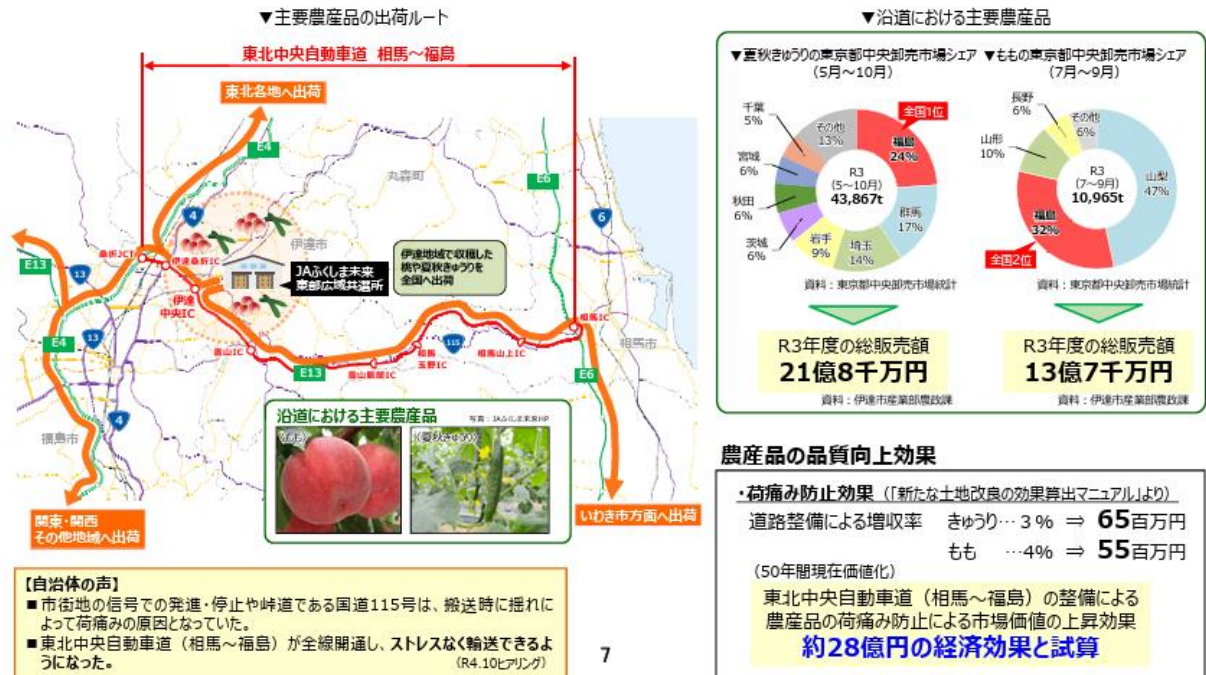 ▼主要農産品の出荷ルート
東北中央自動車道 相馬～福島
東北各地へ出荷
E4
丸森町
E6
4
6
伊達市
桑折JCT
伊達桑折IC
E13
13
JAふくしま未来
東部広域共選所
伊達地域で収穫した
桃や夏秋きゅうりを
全国へ出荷
伊達
中央IC
13
E4
霊山IC
E13
霊山飯舘IC
相馬
玉野IC
115
相馬山上IC
相馬IC
相馬市
E6
4
福島市
沿道における主要農産品
写真:JAふくしま未来HP
〈もも〉
〈夏秋きゅうり〉
関東・関西
その他地域へ出荷
いわき市方面へ出荷
【自治体の声】
■市街地の信号での発進・停止や峠道である国道115号は、搬送時に揺れに
よって荷痛みの原因となっていた。
■東北中央自動車道(相馬～福島)が全線開通し、ストレスなく輸送できるよ
うになった。
(R4.10ヒアリング)
7
▼沿道における主要農産品
▼夏秋きゅうりの東京都中央卸売市場シェア
(5月～10月)
全国1位
福島
24%
群馬
17%
埼玉
14%
岩手
9%
茨城
6%
秋田
6%
宮城
6%
千葉
5%
その他
13%
R3
(5～10月)
43,867t
資料:東京都中央卸売市場統計
R3年度の総販売額
21億8千万円
資料:伊達市産業部農政課
▼ももの東京都中央卸売市場シェア
(7月～9月)
山梨
47%
福島
32%
全国2位
山形
10%
長野
6%
その他
6%
R3
(7～9月)
10,965t
資料:東京都中央卸売市場統計
R3年度の総販売額
13億7千万円
資料:伊達市産業部農政課
農産品の品質向上効果
・荷痛み防止効果(「新たな土地改良の効果算出マニュアル」より)
道路整備による増収率 きゅうり…3% ⇒ 65百万円
もも …4% ⇒ 55百万円
(50年間現在価値化)
東北中央自動車道(相馬～福島)の整備による
農産品の荷痛み防止による市場価値の上昇効果
約28億円の経済効果と試算